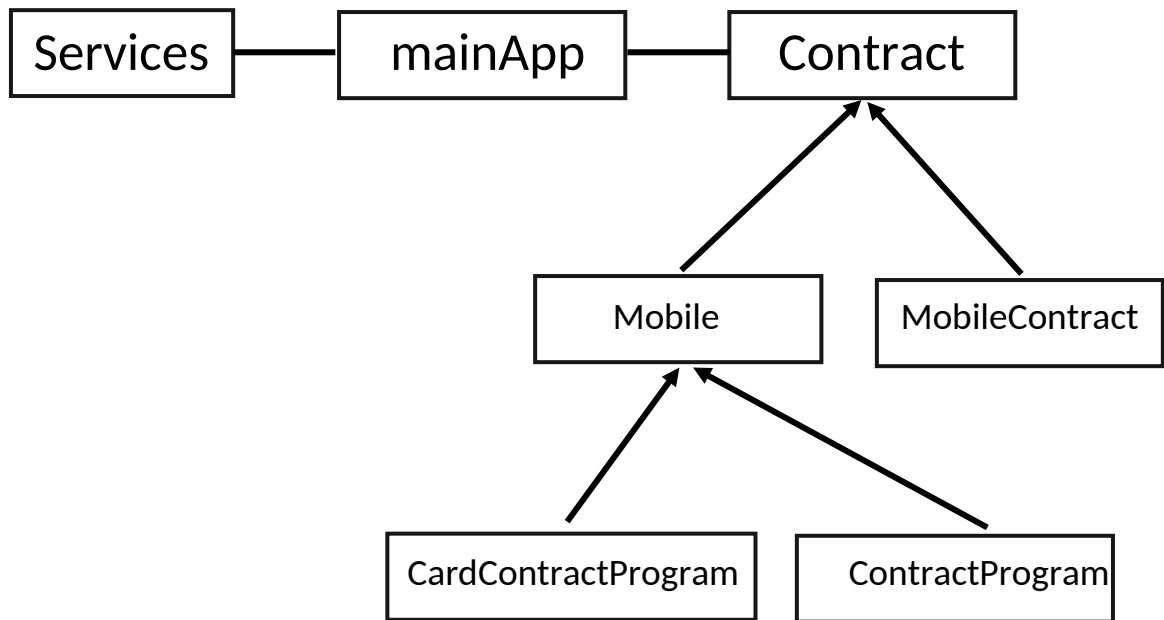 Services
mainApp
Contract
Mobile
MobileContract
CardContractProgram
ContractProgram